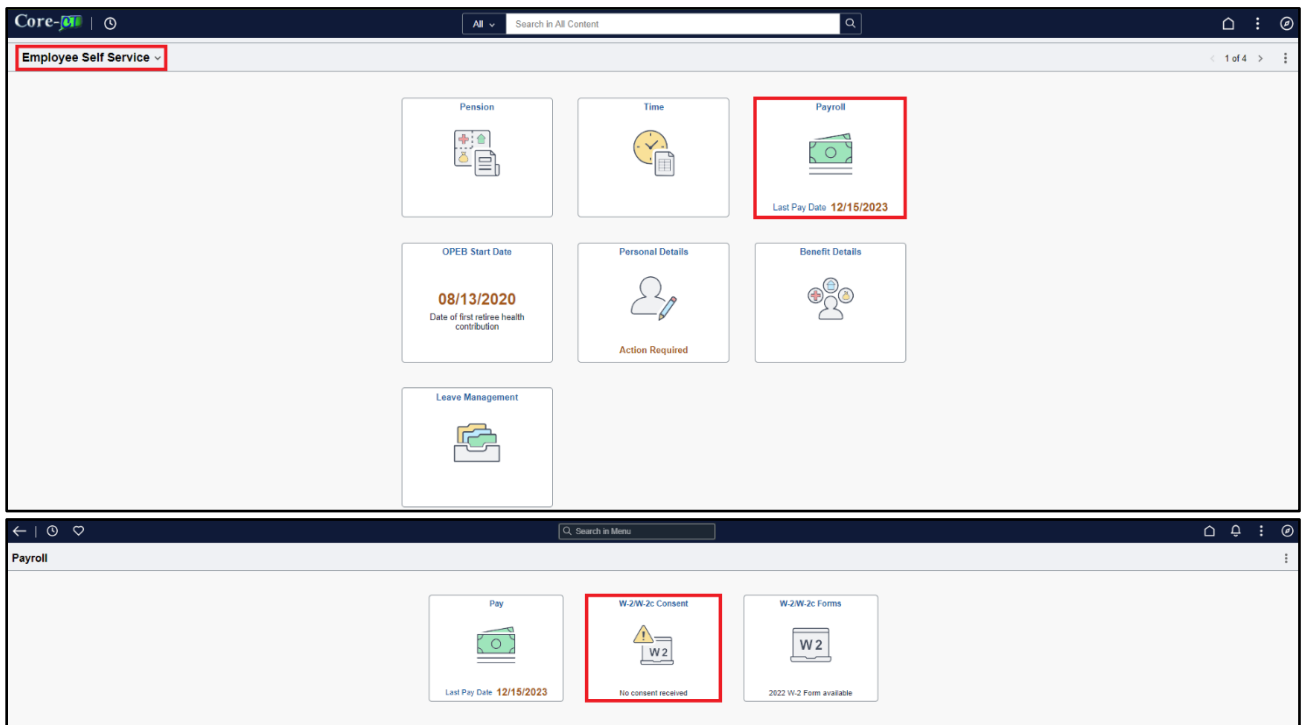 Core-CT
All
Search in All Content
Employee Self Service
1 of 4
Pension
Time
Payroll
Last Pay Date 12/15/2023
OPEB Start Date
Personal Details
Benefit Details
08/13/2020
Date of first retiree health
contribution
Action Required
Leave Management
Search in Menu
Payroll
Pay
W-2/W-2c Consent
W-2/W-2c Forms
W2
W2
Last Pay Date 12/15/2023
No consent received
2022 W-2 Form available